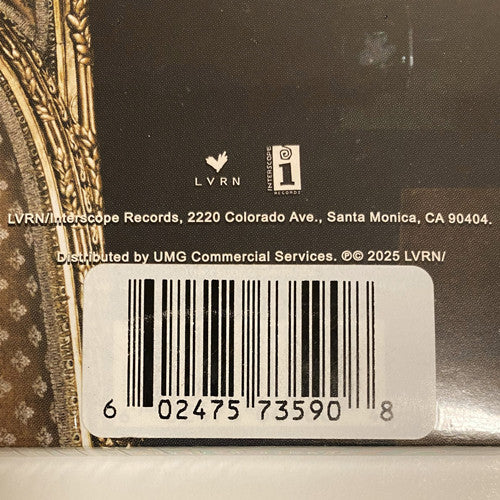 LVRN
INTERSCOPE
RECORDS
LVRN/Interscope Records, 2220 Colorado Ave., Santa Monica, CA 90404.
Distributed by UMG Commercial Services. ℗© 2025 LVRN/
6 02475 73590 8